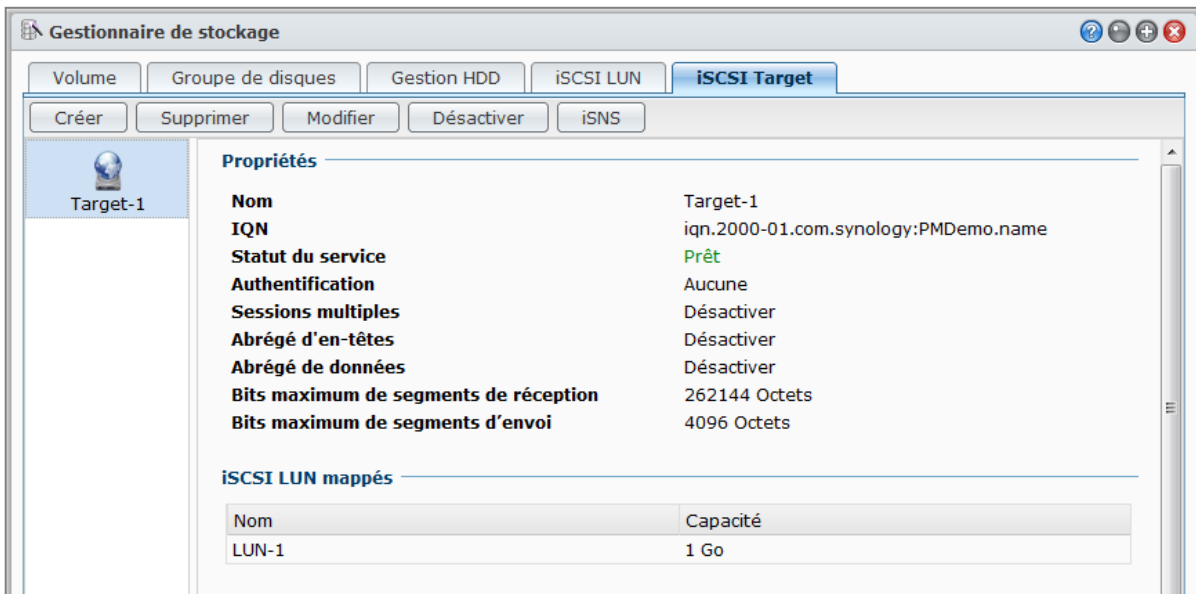 Gestionnaire de stockage
Volume Groupe de disques Gestion HDD iSCSI LUN iSCSI Target
Créer Supprimer Modifier Désactiver iSNS
Target-1
Propriétés
Nom Target-1
IQN iqn.2000-01.com.synology:PMDemo.name
Statut du service Prêt
Authentification Aucune
Sessions multiples Désactiver
Abrégé d'en-têtes Désactiver
Abrégé de données Désactiver
Bits maximum de segments de réception 262144 Octets
Bits maximum de segments d’envoi 4096 Octets
iSCSI LUN mappés
Nom Capacité
LUN-1 1 Go